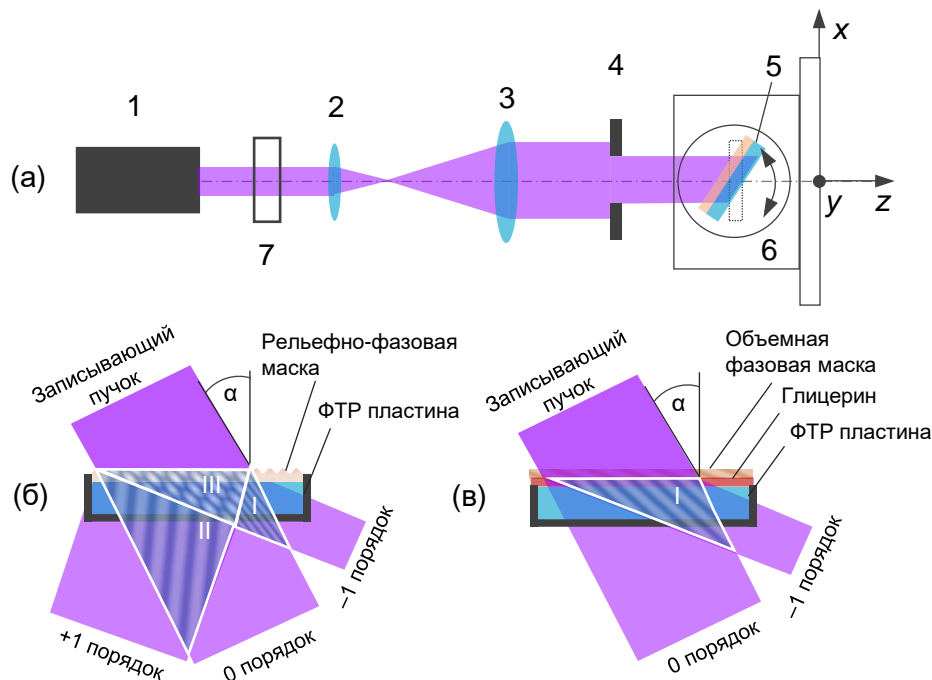 1
7
2
3
4
5
6
x
y
z
(а)
Записывающий
пучок
α
Рельефно-фазовая
маска
ФТР пластина
(б)
III
I
II
+1 порядок
0 порядок
–1 порядок
Записывающий
пучок
α
Объемная
фазовая маска
Глицерин
ФТР пластина
(в)
I
0 порядок
–1 порядок